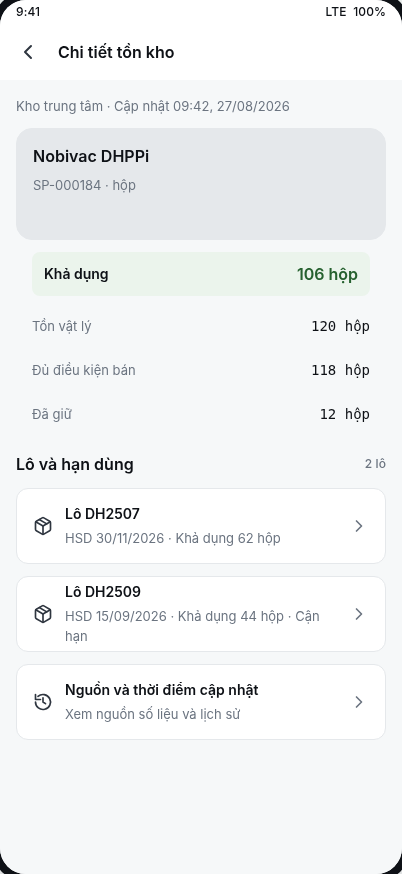 9:41 LTE 100%
Chi tiết tồn kho
Kho trung tâm · Cập nhật 09:42, 27/08/2026
Nobivac DHPPi
SP-000184 · hộp
Khả dụng 106 hộp
Tồn vật lý 120 hộp
Đủ điều kiện bán 118 hộp
Đã giữ 12 hộp
Lô và hạn dùng 2 lô
Lô DH2507
HSD 30/11/2026 · Khả dụng 62 hộp
Lô DH2509
HSD 15/09/2026 · Khả dụng 44 hộp · Cận
hạn
Nguồn và thời điểm cập nhật
Xem nguồn số liệu và lịch sử